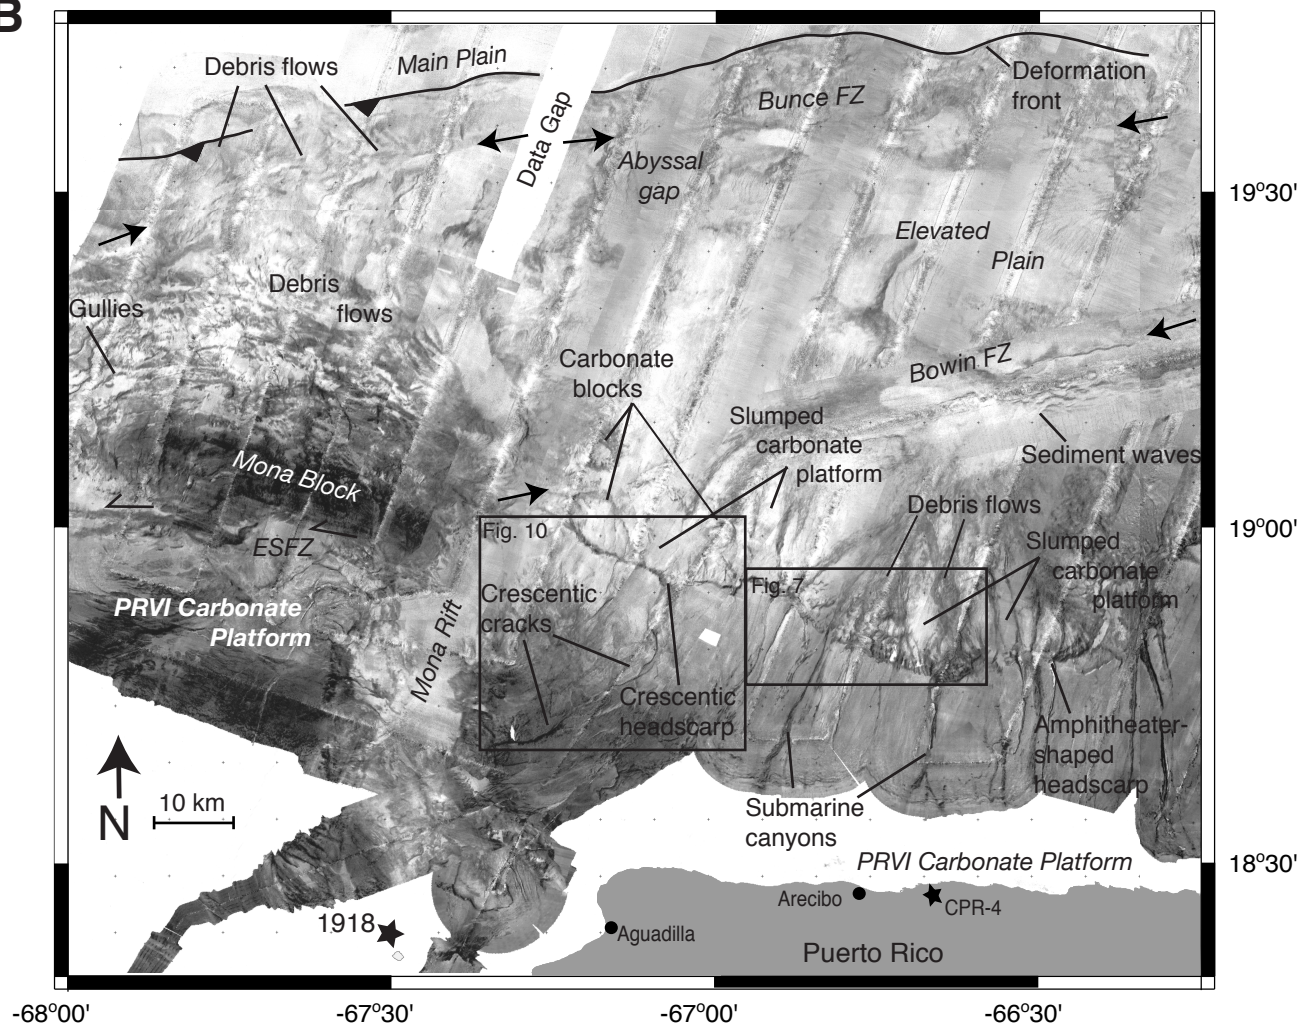 B
Debris flows
Main Plain
Deformation
front
Bunce FZ
Data Gap
Abyssal
gap
19°30'
Elevated
Plain
Debris
flows
Gullies
Bowin FZ
Carbonate
blocks
Slumped
carbonate
platform
Sediment waves
Mona Block
Debris flows
ESFZ
Fig. 10
19°00'
Slumped
carbonate
platform
Fig. 7
Crescentic
cracks
PRVI Carbonate
Platform
Mona Rift
Crescentic
headscarp
Amphitheater-
shaped
headscarp
N
10 km
Submarine
canyons
PRVI Carbonate Platform
18°30'
Arecibo
CPR-4
1918
Aguadilla
Puerto Rico
-68°00'
-67°30'
-67°00'
-66°30'